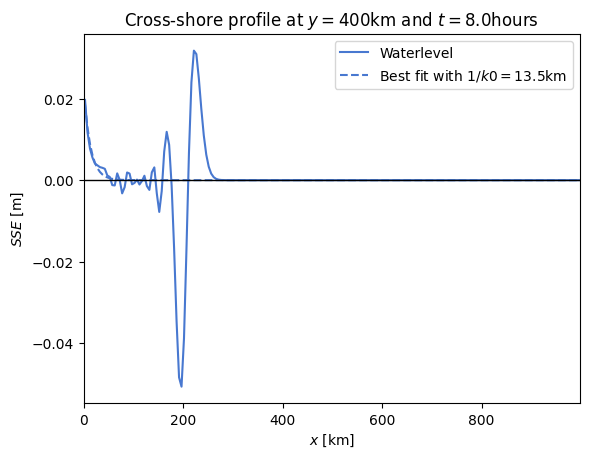 Cross-shore profile at y = 400km and t = 8.0hours
Waterlevel
Best fit with 1/k0 = 13.5km
SSE [m]
0.02
0.00
−0.02
−0.04
0 200 400 600 800
x [km]